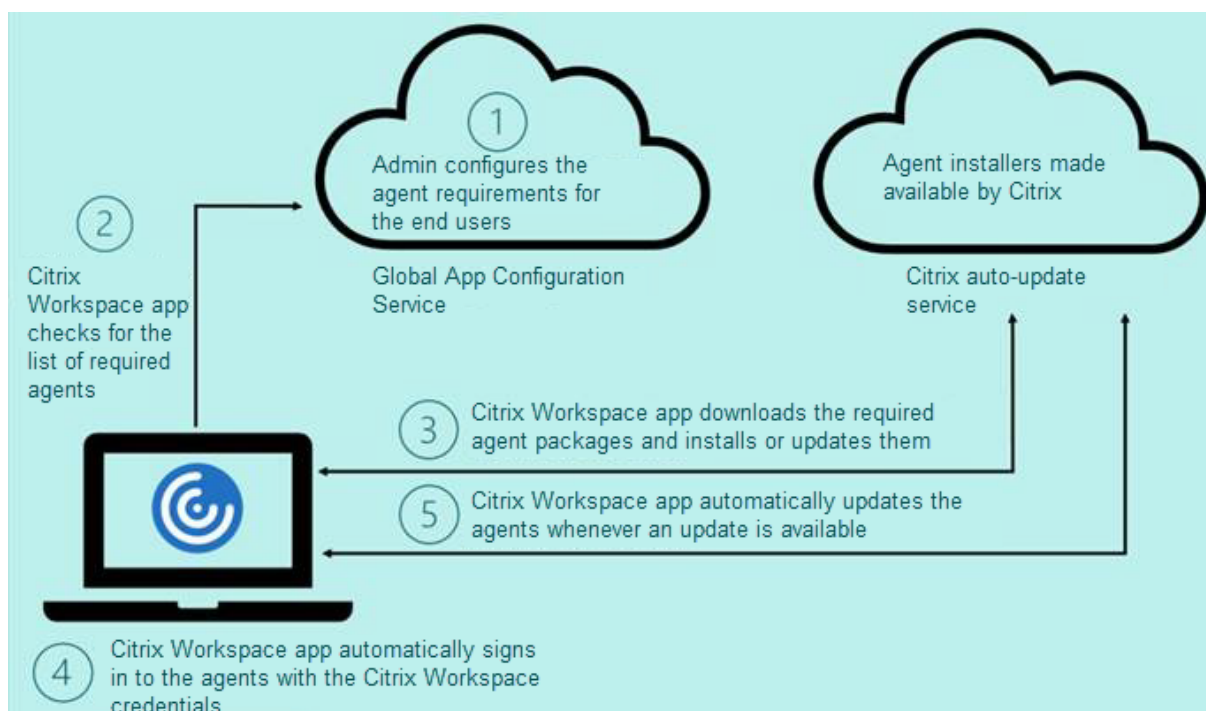 1
Admin configures the
agent requirements for
the end users
Global App Configuration
Service
Agent installers made
available by Citrix
Citrix auto-update
service
2
Citrix
Workspace app
checks for the
list of required
agents
3
Citrix Workspace app downloads the required
agent packages and installs or updates them
5
Citrix Workspace app automatically updates the
agents whenever an update is available
4
Citrix Workspace app automatically signs
in to the agents with the Citrix Workspace
credentials